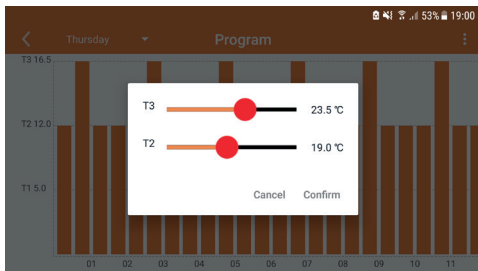 53% 19:00
Thursday Program
T3 16.5
T3 23.5 °C
T2 12.0
T2 19.0 °C
T1 5.0
Cancel Confirm
01 02 03 04 05 06 07 08 09 10 11